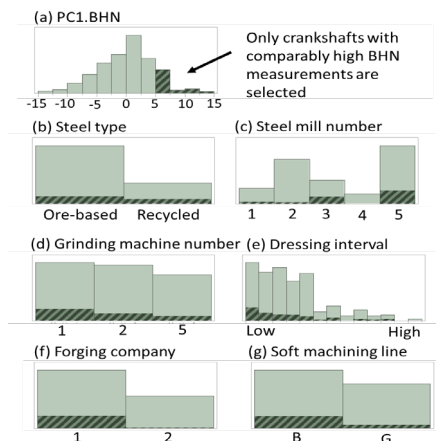 (a) PC1.BHN
Only crankshafts with
comparably high BHN
measurements are
selected
-15 -10 -5 0 5 10 15
(b) Steel type
(c) Steel mill number
Ore-based Recycled
1 2 3 4 5
(d) Grinding machine number
(e) Dressing interval
1 2 5
Low High
(f) Forging company
(g) Soft machining line
1 2
B G